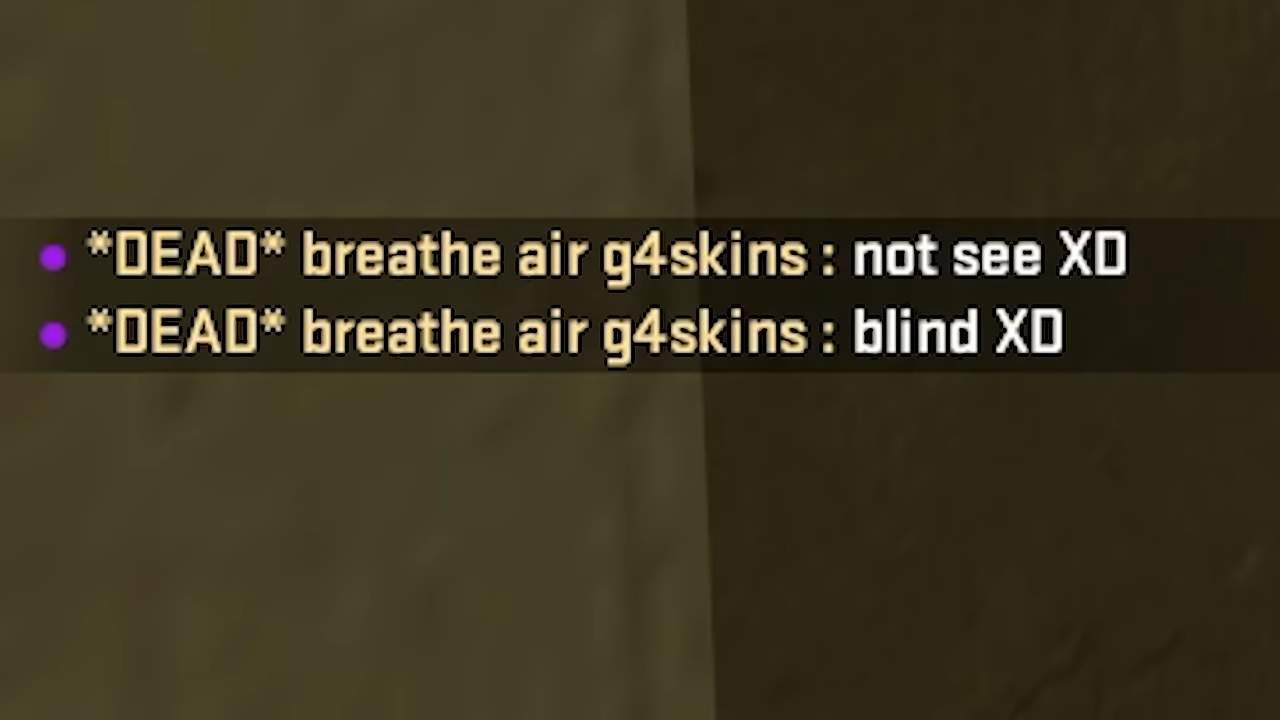 *DEAD* breathe air g4skins : not see XD
*DEAD* breathe air g4skins : blind XD